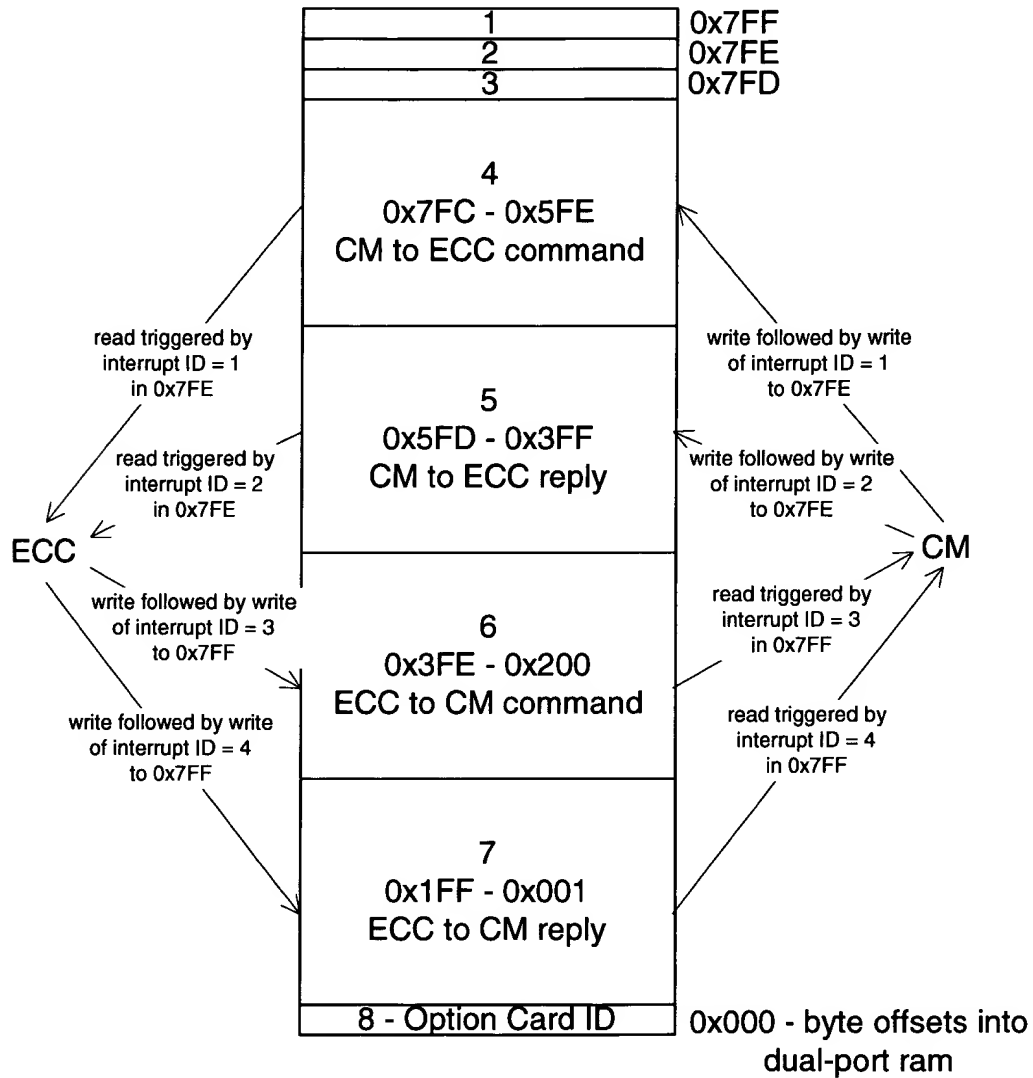 1 0x7FF
2 0x7FE
3 0x7FD
4
0x7FC - 0x5FE
CM to ECC command
read triggered by
interrupt ID = 1
in 0x7FE
write followed by write
of interrupt ID = 1
to 0x7FE
5
0x5FD - 0x3FF
CM to ECC reply
read triggered by
interrupt ID = 2
in 0x7FE
write followed by write
of interrupt ID = 2
to 0x7FE
ECC
CM
write followed by write
of interrupt ID = 3
to 0x7FF
6
0x3FE - 0x200
ECC to CM command
read triggered by
interrupt ID = 3
in 0x7FF
write followed by write
of interrupt ID = 4
to 0x7FF
read triggered by
interrupt ID = 4
in 0x7FF
7
0x1FF - 0x001
ECC to CM reply
8 - Option Card ID
0x000 - byte offsets into
dual-port ram